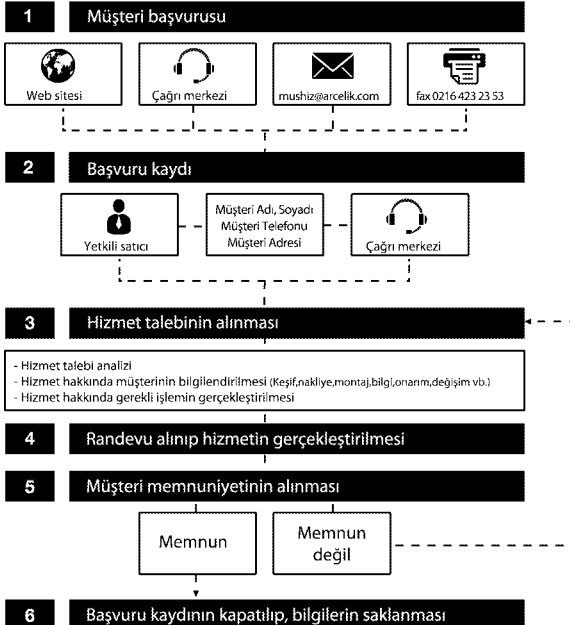 1 Müşteri başvurusu
Web sitesi
Çağrı merkezi
mushiz@arcelik.com
fax 0216 423 23 53
2 Başvuru kaydı
Yetkili satıcı
Müşteri Adı, Soyadı
Müşteri Telefonu
Müşteri Adresi
Çağrı merkezi
3 Hizmet talebinin alınması
- Hizmet talebi analizi
- Hizmet hakkında müşterinin bilgilendirilmesi (Keşif,nakliye,montaj,bilgi,onarım,değişim vb.)
- Hizmet hakkında gerekli işlemin gerçekleştirilmesi
4 Randevu alınıp hizmetin gerçekleştirilmesi
5 Müşteri memnuniyetinin alınması
Memnun
Memnun
değil
6 Başvuru kaydının kapatılıp, bilgilerin saklanması